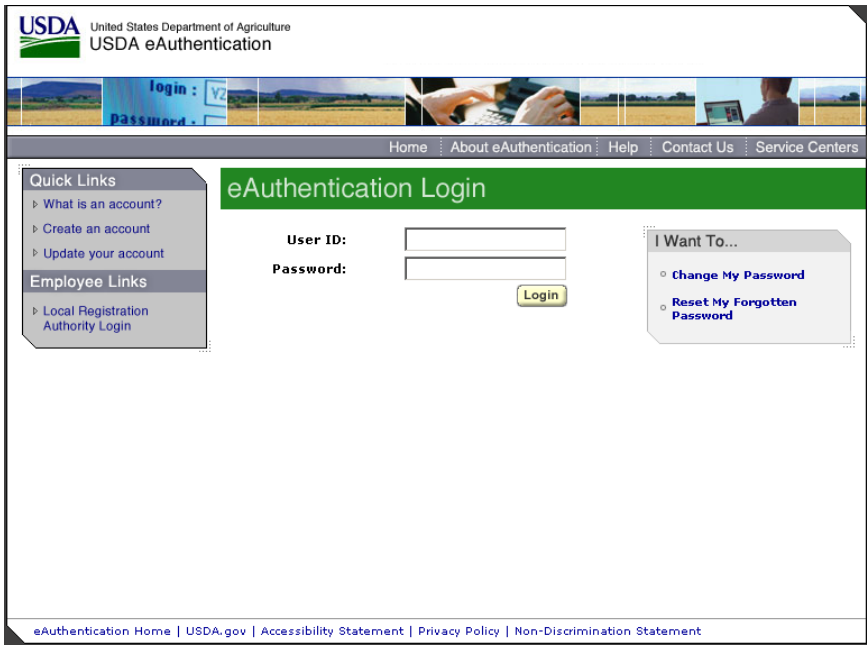 USDA United States Department of Agriculture
USDA eAuthentication
login : YZ
password :
Home About eAuthentication Help Contact Us Service Centers
Quick Links
What is an account?
Create an account
Update your account
Employee Links
Local Registration
Authority Login
eAuthentication Login
User ID:
Password:
Login
I Want To...
Change My Password
Reset My Forgotten
Password
eAuthentication Home | USDA.gov | Accessibility Statement | Privacy Policy | Non-Discrimination Statement